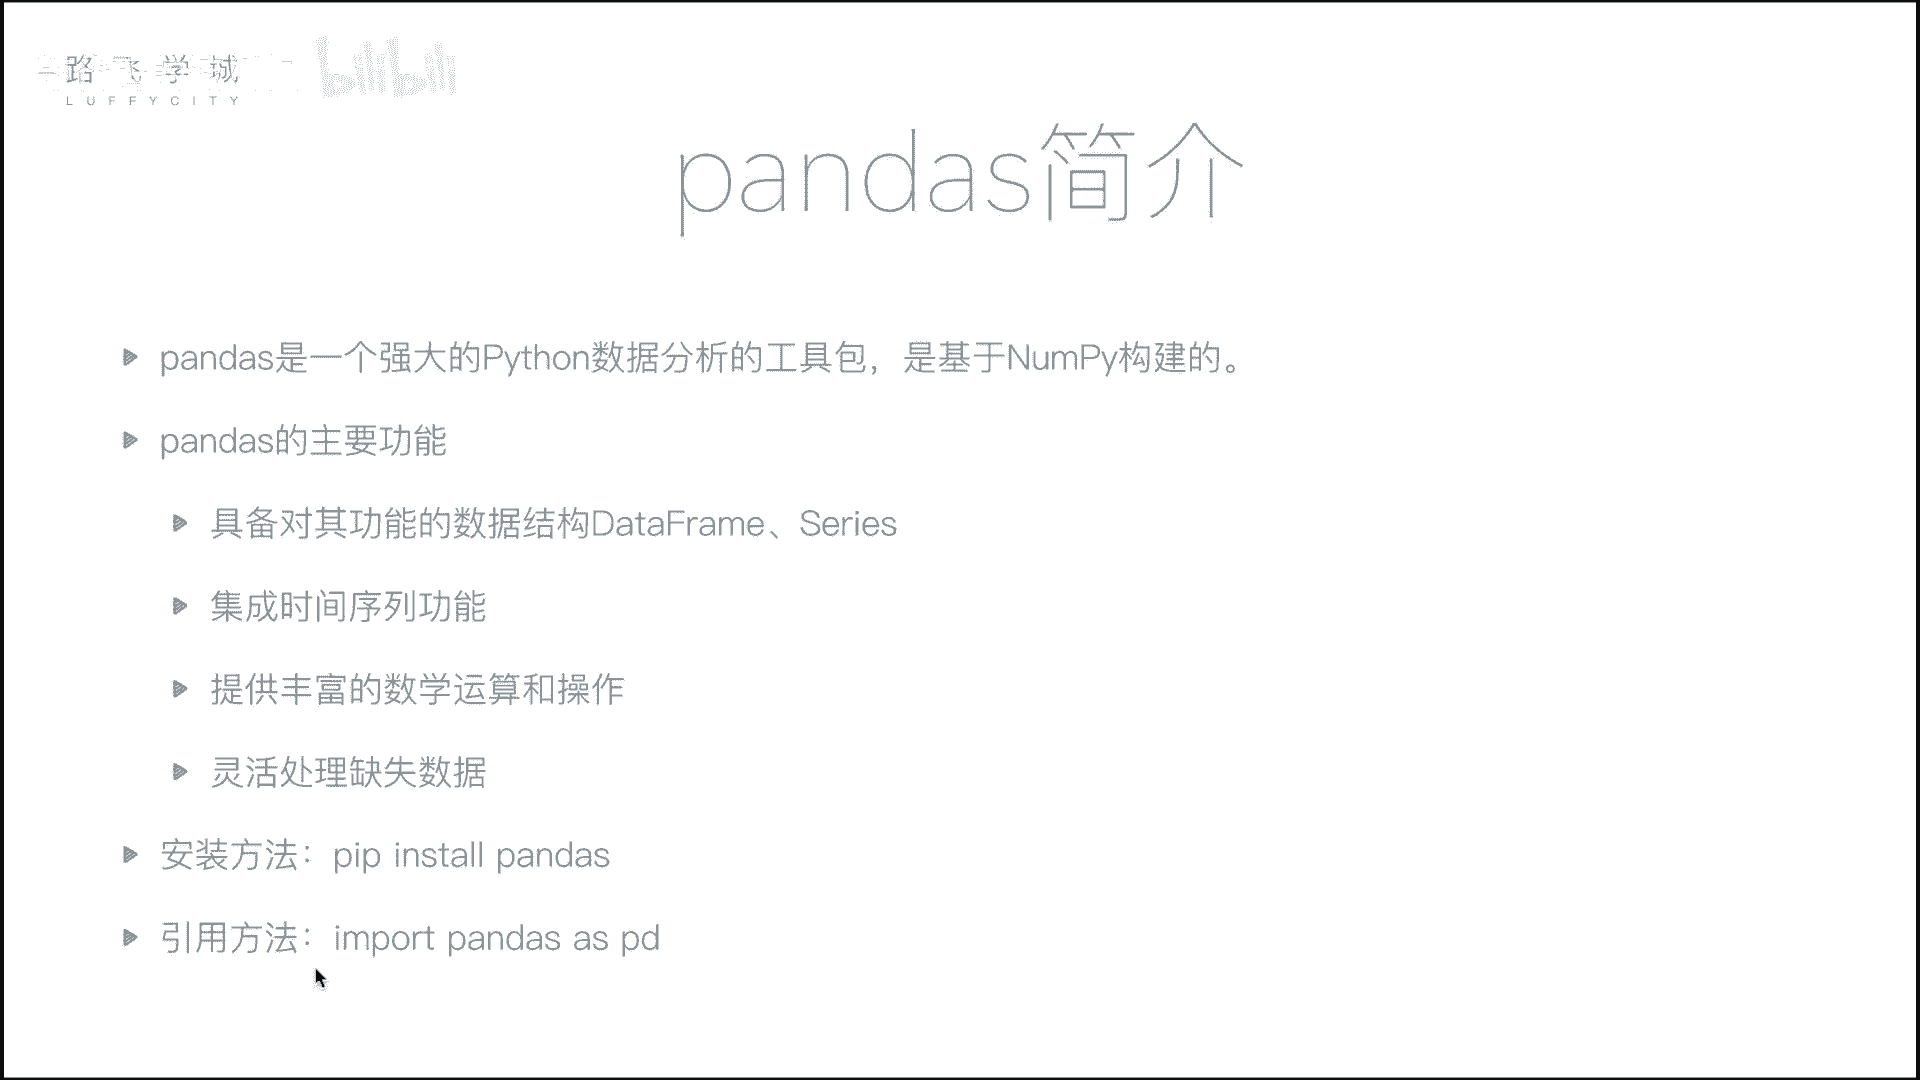 路飞学城
LUFFYCITY
bilibili
pandas简介
pandas是一个强大的Python数据分析的工具包，是基于NumPy构建的。
pandas的主要功能
具备对其功能的数据结构DataFrame、Series
集成时间序列功能
提供丰富的数学运算和操作
灵活处理缺失数据
安装方法：pip install pandas
引用方法：import pandas as pd